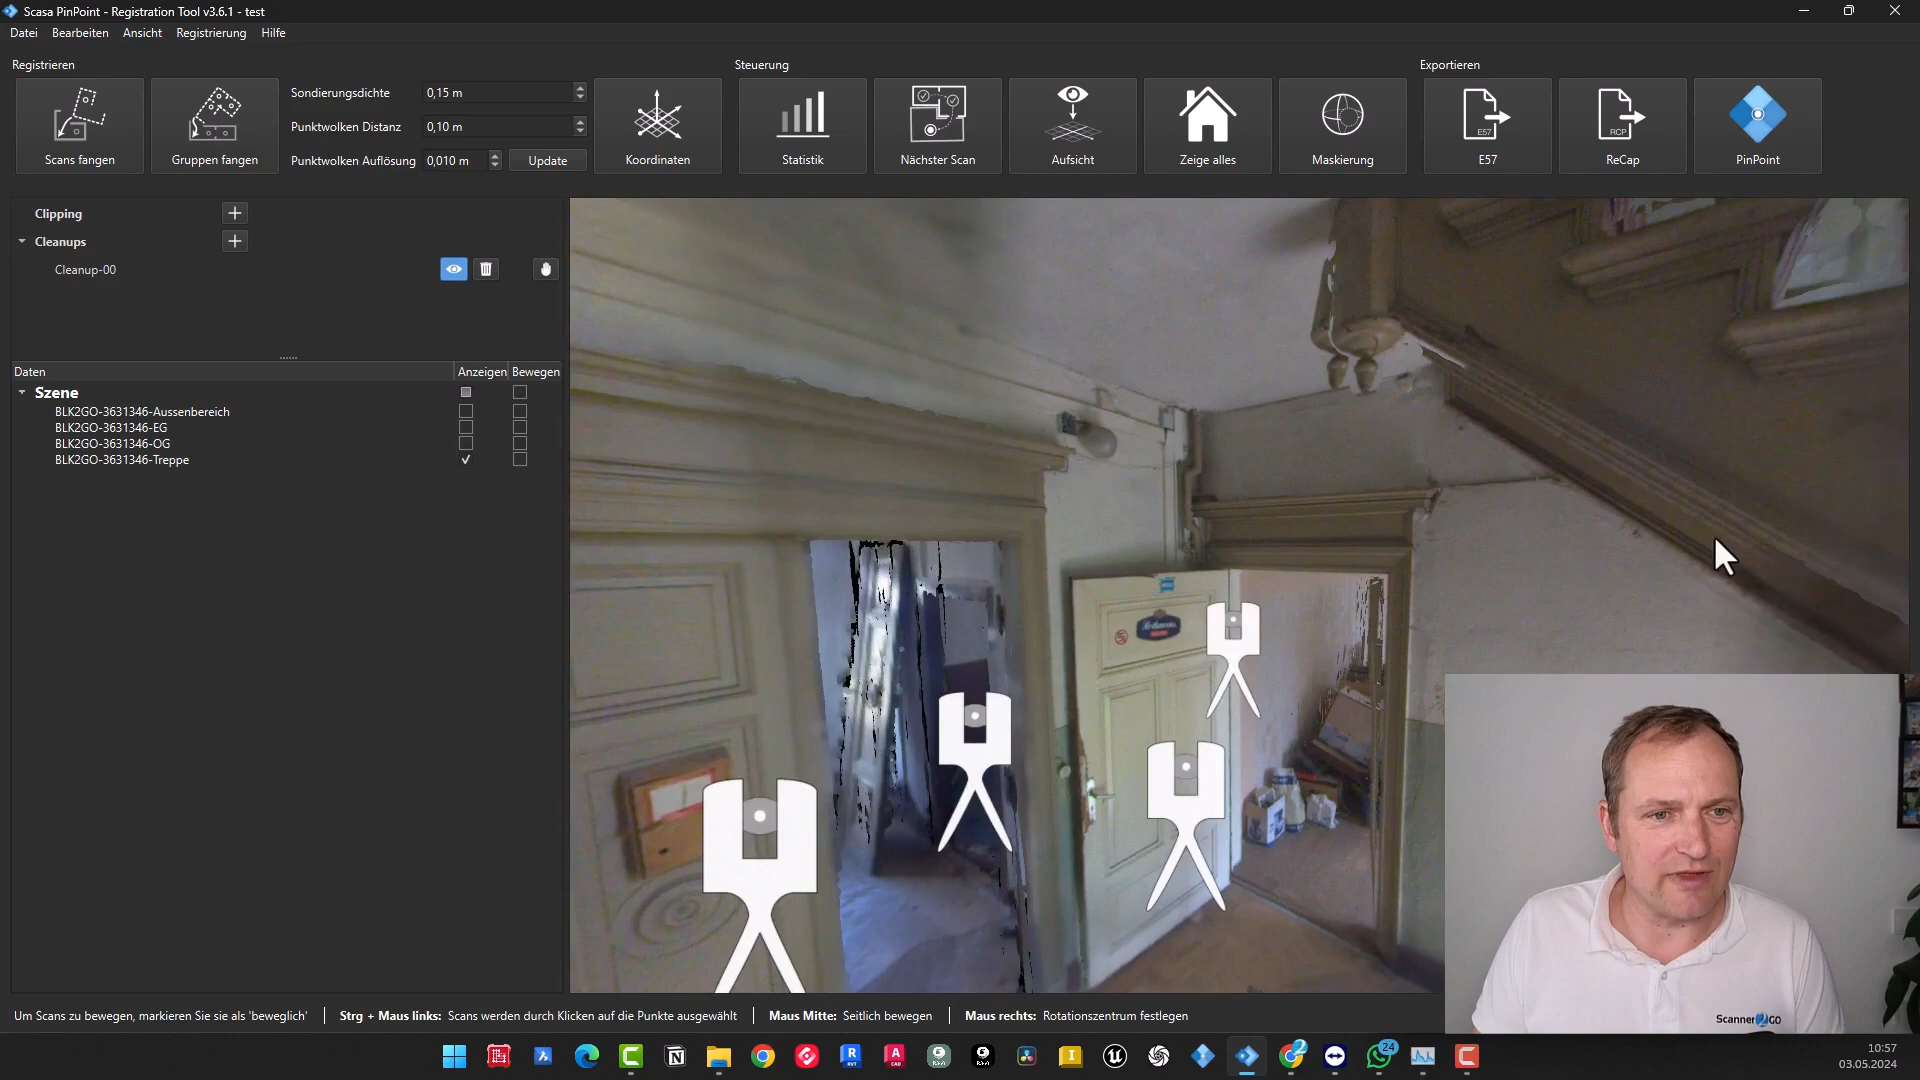 Scasa PinPoint - Registration Tool v3.6.1 - test
Datei Bearbeiten Ansicht Registrierung Hilfe
Registrieren
Steuerung
Exportieren
Scans fangen
Gruppen fangen
Sondierungsdichte 0,15 m
Punktwolken Distanz 0,10 m
Punktwolken Auflösung 0,010 m Update
Koordinaten
Statistik
Nächster Scan
Aufsicht
Zeige alles
Maskierung
E57
E57
RCP
ReCap
PinPoint
Clipping
Cleanups
Cleanup-00
Daten Anzeigen Bewegen
Szene
BLK2GO-3631346-Aussenbereich
BLK2GO-3631346-EG
BLK2GO-3631346-OG
BLK2GO-3631346-Treppe
Scanner2GO
Um Scans zu bewegen, markieren Sie sie als 'beweglich' Strg + Maus links: Scans werden durch Klicken auf die Punkte ausgewählt Maus Mitte: Seitlich bewegen Maus rechts: Rotationszentrum festlegen
24
10:57
03.05.2024